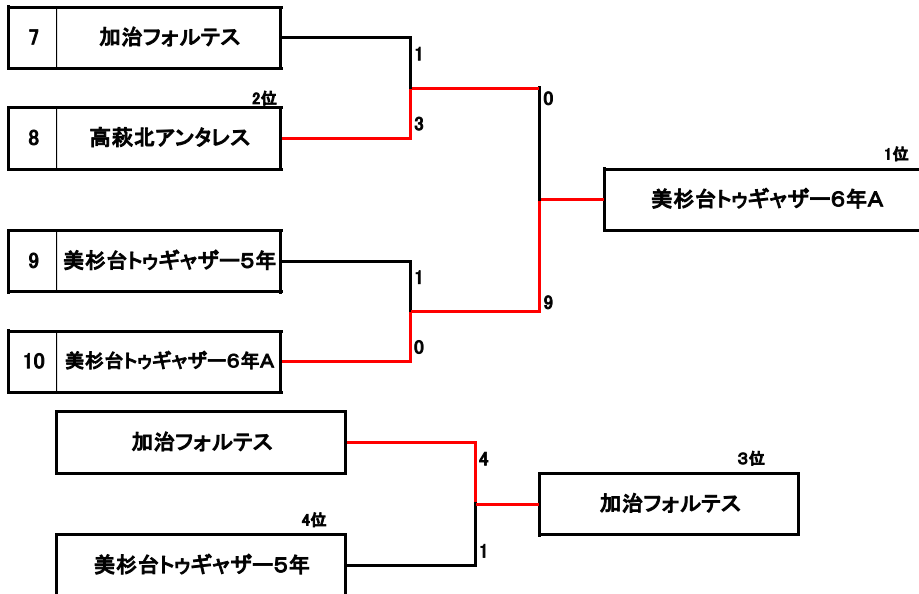 7 加治フォルテス
1
2位
8 高萩北アンタレス
3
0
1位
美杉台トゥギャザー6年A
9 美杉台トゥギャザー5年
1
9
10 美杉台トゥギャザー6年A
0
加治フォルテス
4
3位
加治フォルテス
4位
美杉台トゥギャザー5年
1